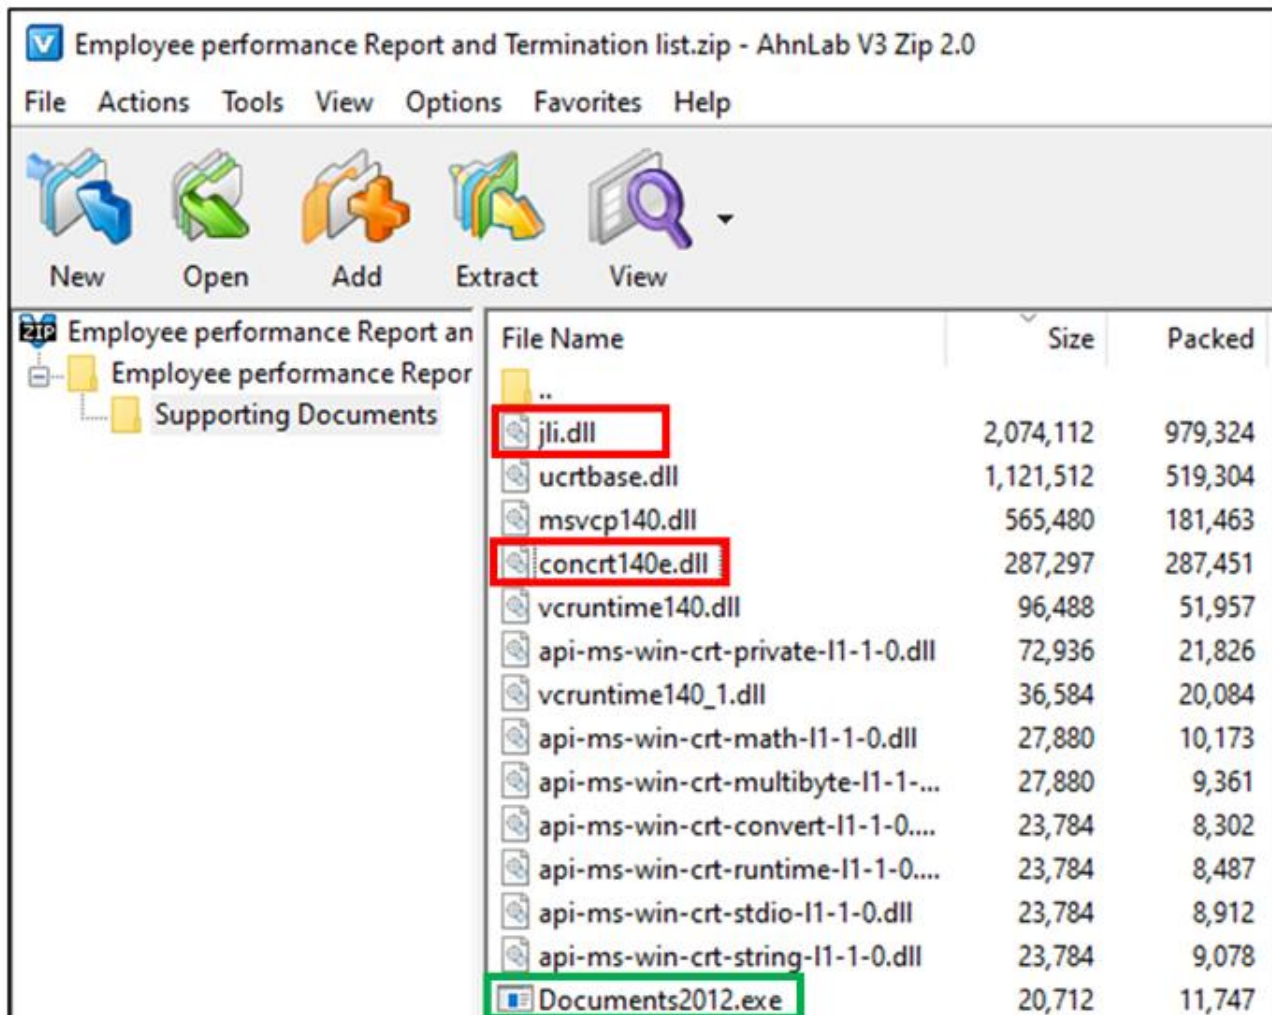 Employee performance Report and Termination list.zip - AhnLab V3 Zip 2.0
File Actions Tools View Options Favorites Help
New Open Add Extract View
ZIP Employee performance Report an
Employee performance Repor
Supporting Documents
File Name Size Packed
..
jli.dll 2,074,112 979,324
ucrtbase.dll 1,121,512 519,304
msvcp140.dll 565,480 181,463
concrt140e.dll 287,297 287,451
vcruntime140.dll 96,488 51,957
api-ms-win-crt-private-l1-1-0.dll 72,936 21,826
vcruntime140_1.dll 36,584 20,084
api-ms-win-crt-math-l1-1-0.dll 27,880 10,173
api-ms-win-crt-multibyte-l1-1-... 27,880 9,361
api-ms-win-crt-convert-l1-1-0.... 23,784 8,302
api-ms-win-crt-runtime-l1-1-0.... 23,784 8,487
api-ms-win-crt-stdio-l1-1-0.dll 23,784 8,912
api-ms-win-crt-string-l1-1-0.dll 23,784 9,078
Documents2012.exe 20,712 11,747